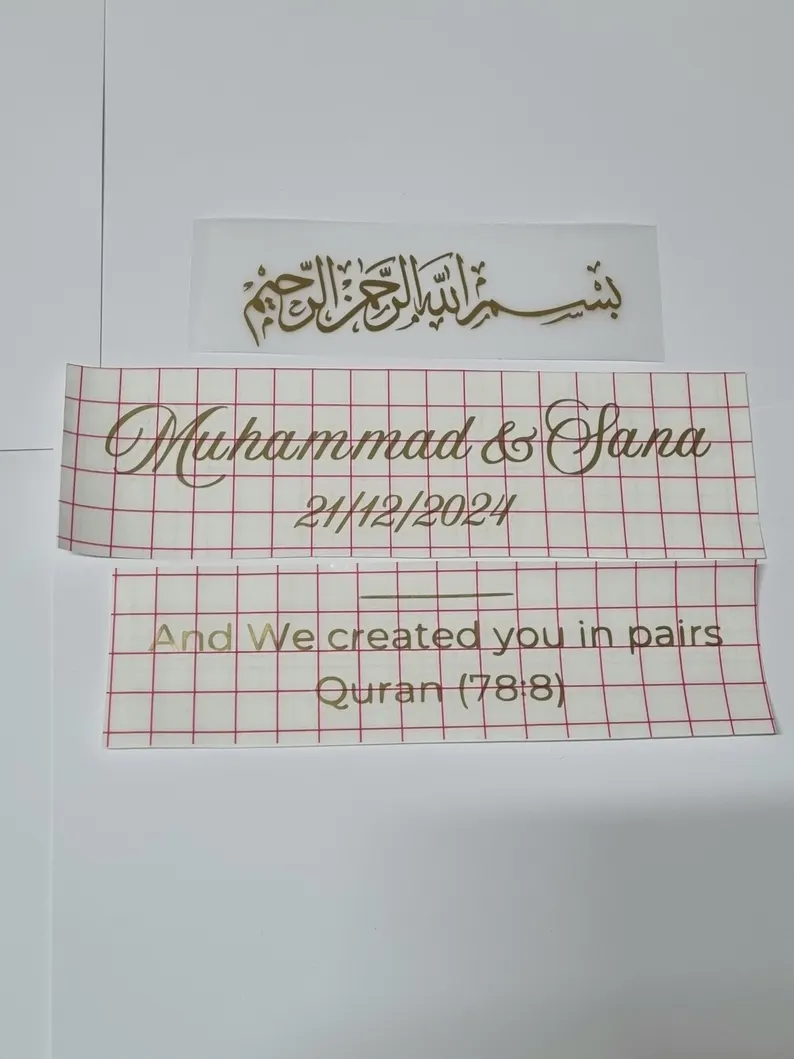 بسم الله الرحمن الرحيم
Muhammad & Sana
21/12/2024
And We created you in pairs
Quran (78:8)